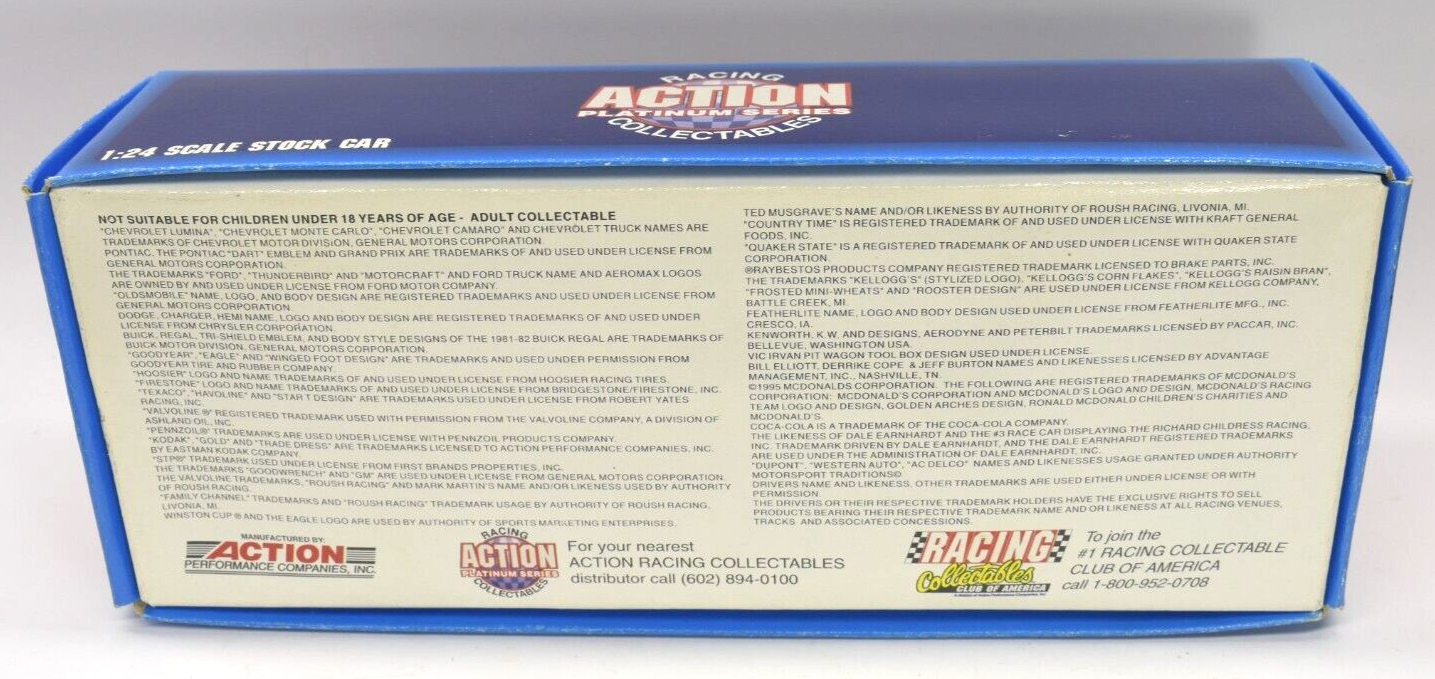 RACING
ACTION
PLATINUM SERIES
COLLECTABLES
1:24 SCALE STOCK CAR
NOT SUITABLE FOR CHILDREN UNDER 18 YEARS OF AGE - ADULT COLLECTABLE
"CHEVROLET LUMINA", "CHEVROLET MONTE CARLO", "CHEVROLET CAMARO" AND CHEVROLET TRUCK NAMES ARE
TRADEMARKS OF CHEVROLET MOTOR DIVISION, GENERAL MOTORS CORPORATION.
PONTIAC. THE PONTIAC "DART" EMBLEM AND GRAND PRIX ARE TRADEMARKS OF AND USED UNDER LICENSE FROM
GENERAL MOTORS CORPORATION.
THE TRADEMARKS "FORD", "THUNDERBIRD" AND "MOTORCRAFT" AND FORD TRUCK NAME AND AEROMAX LOGOS
ARE OWNED BY AND USED UNDER LICENSE FROM FORD MOTOR COMPANY.
"OLDSMOBILE" NAME, LOGO, AND BODY DESIGN ARE REGISTERED TRADEMARKS AND USED UNDER LICENSE FROM
GENERAL MOTORS CORPORATION.
DODGE, CHARGER, HEMI NAME, LOGO AND BODY DESIGN ARE REGISTERED TRADEMARKS OF AND USED UNDER
LICENSE FROM CHRYSLER CORPORATION.
BUICK, REGAL, TRI-SHIELD EMBLEM, AND BODY STYLE DESIGNS OF THE 1981-82 BUICK REGAL ARE TRADEMARKS OF
BUICK MOTOR DIVISION, GENERAL MOTORS CORPORATION.
"GOODYEAR", "EAGLE" AND "WINGED FOOT DESIGN" ARE TRADEMARKS AND USED UNDER PERMISSION FROM
GOODYEAR TIRE AND RUBBER COMPANY.
"HOOSIER" LOGO AND NAME TRADEMARKS OF AND USED UNDER LICENSE FROM HOOSIER RACING TIRES.
"FIRESTONE" LOGO AND NAME TRADEMARKS OF AND USED UNDER LICENSE FROM BRIDGESTONE/FIRESTONE, INC.
"TEXACO", "HAVOLINE" AND "STAR T DESIGN" ARE TRADEMARKS USED UNDER LICENSE FROM ROBERT YATES
RACING, INC.
"VALVOLINE ®" REGISTERED TRADEMARK USED WITH PERMISSION FROM THE VALVOLINE COMPANY, A DIVISION OF
ASHLAND OIL, INC.
"PENNZOIL®" TRADEMARKS ARE USED UNDER LICENSE WITH PENNZOIL PRODUCTS COMPANY.
"KODAK", "GOLD" AND "TRADE DRESS" ARE TRADEMARKS LICENSED TO ACTION PERFORMANCE COMPANIES, INC.
BY EASTMAN KODAK COMPANY.
"STP®" TRADEMARK USED UNDER LICENSE FROM FIRST BRANDS PROPERTIES, INC.
THE TRADEMARKS "GOODWRENCH" AND "GM" ARE USED UNDER LICENSE FROM GENERAL MOTORS CORPORATION.
THE VALVOLINE TRADEMARKS, "ROUSH RACING" AND MARK MARTIN'S NAME AND/OR LIKENESS USED BY AUTHORITY
OF ROUSH RACING.
"FAMILY CHANNEL" TRADEMARKS AND "ROUSH RACING" TRADEMARK USAGE BY AUTHORITY OF ROUSH RACING,
LIVONIA, MI.
WINSTON CUP ® AND THE EAGLE LOGO ARE USED BY AUTHORITY OF SPORTS MARKETING ENTERPRISES.
TED MUSGRAVE'S NAME AND/OR LIKENESS BY AUTHORITY OF ROUSH RACING, LIVONIA, MI.
"COUNTRY TIME" IS REGISTERED TRADEMARK OF AND USED UNDER LICENSE WITH KRAFT GENERAL
FOODS, INC.
"QUAKER STATE" IS A REGISTERED TRADEMARK OF AND USED UNDER LICENSE WITH QUAKER STATE
CORPORATION.
®RAYBESTOS PRODUCTS COMPANY REGISTERED TRADEMARK LICENSED TO BRAKE PARTS, INC.
THE TRADEMARKS "KELLOGG'S" (STYLIZED LOGO), "KELLOGG'S CORN FLAKES", "KELLOGG'S RAISIN BRAN",
"FROSTED MINI-WHEATS" AND "ROOSTER DESIGN" ARE USED UNDER LICENSE FROM KELLOGG COMPANY,
BATTLE CREEK, MI.
FEATHERLITE NAME, LOGO AND BODY DESIGN USED UNDER LICENSE FROM FEATHERLITE MFG., INC.
CRESCO, IA.
KENWORTH, K.W. AND DESIGNS, AERODYNE AND PETERBILT TRADEMARKS LICENSED BY PACCAR, INC.
BELLEVUE, WASHINGTON USA.
VIC IRVAN PIT WAGON TOOL BOX DESIGN USED UNDER LICENSE.
BILL ELLIOTT, DERRIKE COPE & JEFF BURTON NAMES AND LIKENESSES LICENSED BY ADVANTAGE
MANAGEMENT, INC., NASHVILLE, TN.
©1995 MCDONALDS CORPORATION. THE FOLLOWING ARE REGISTERED TRADEMARKS OF MCDONALD'S
CORPORATION: MCDONALD'S CORPORATION AND MCDONALD'S LOGO AND DESIGN, MCDONALD'S RACING
TEAM LOGO AND DESIGN, GOLDEN ARCHES DESIGN, RONALD MCDONALD CHILDREN'S CHARITIES AND
MCDONALD'S.
COCA-COLA IS A TRADEMARK OF THE COCA-COLA COMPANY.
THE LIKENESS OF DALE EARNHARDT AND THE #3 RACE CAR DISPLAYING THE RICHARD CHILDRESS RACING,
INC. TRADEMARK DRIVEN BY DALE EARNHARDT, AND THE DALE EARNHARDT REGISTERED TRADEMARKS
ARE USED UNDER THE ADMINISTRATION OF DALE EARNHARDT, INC.
"DUPONT", "WESTERN AUTO", "AC DELCO" NAMES AND LIKENESSES USAGE GRANTED UNDER AUTHORITY
MOTORSPORT TRADITIONS©
DRIVERS NAME AND LIKENESS, OTHER TRADEMARKS ARE USED EITHER UNDER LICENSE OR WITH
PERMISSION.
THE DRIVERS OR THEIR RESPECTIVE TRADEMARK HOLDERS HAVE THE EXCLUSIVE RIGHTS TO SELL
PRODUCTS BEARING THEIR RESPECTIVE TRADEMARK NAME AND OR LIKENESS AT ALL RACING VENUES,
TRACKS AND ASSOCIATED CONCESSIONS.
MANUFACTURED BY:
ACTION
PERFORMANCE COMPANIES, INC.
RACING
ACTION
PLATINUM SERIES
COLLECTABLES
For your nearest
ACTION RACING COLLECTABLES
distributor call (602) 894-0100
RACING
Collectables
CLUB OF AMERICA
To join the
#1 RACING COLLECTABLE
CLUB OF AMERICA
call 1-800-952-0708